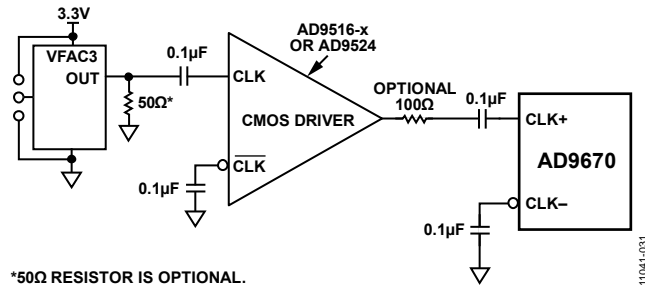 3.3V
VFAC3
OUT
50Ω*
0.1µF
CLK
AD9516-x
OR AD9524
CMOS DRIVER
CLK
0.1µF
OPTIONAL
100Ω
0.1µF
CLK+
AD9670
CLK–
0.1µF
*50Ω RESISTOR IS OPTIONAL.
11041-031